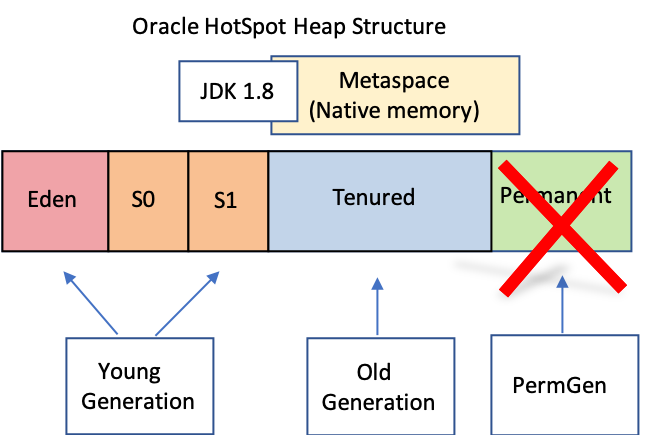 Oracle HotSpot Heap Structure
JDK 1.8
Metaspace
(Native memory)
Eden
S0
S1
Tenured
Permanent
Young
Generation
Old
Generation
PermGen